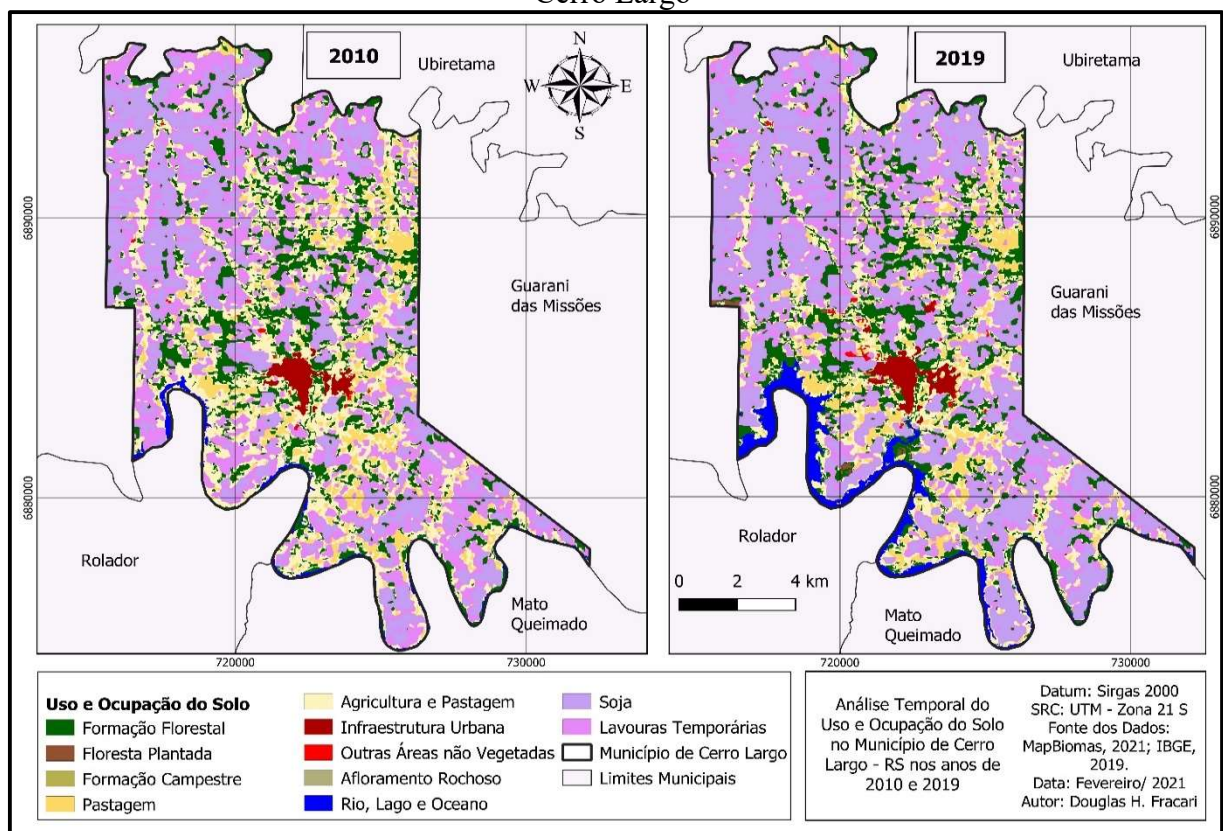 Cerro Largo
2010
Ubiretama
N
W
E
S
6890000
Guarani
das Missões
6880000
Rolador
Mato
Queimado
720000
730000
2019
Ubiretama
6890000
Guarani
das Missões
6880000
Rolador
0 2 4 km
Mato
Queimado
720000
730000
Uso e Ocupação do Solo
Formação Florestal
Floresta Plantada
Formação Campestre
Pastagem
Agricultura e Pastagem
Infraestrutura Urbana
Outras Áreas não Vegetadas
Afloramento Rochoso
Rio, Lago e Oceano
Soja
Lavouras Temporárias
Município de Cerro Largo
Limites Municipais
Análise Temporal do
Uso e Ocupação do Solo
no Município de Cerro
Largo - RS nos anos de
2010 e 2019
Datum: Sirgas 2000
SRC: UTM - Zona 21 S
Fonte dos Dados:
MapBiomas, 2021; IBGE,
2019.
Data: Fevereiro/ 2021
Autor: Douglas H. Fracari